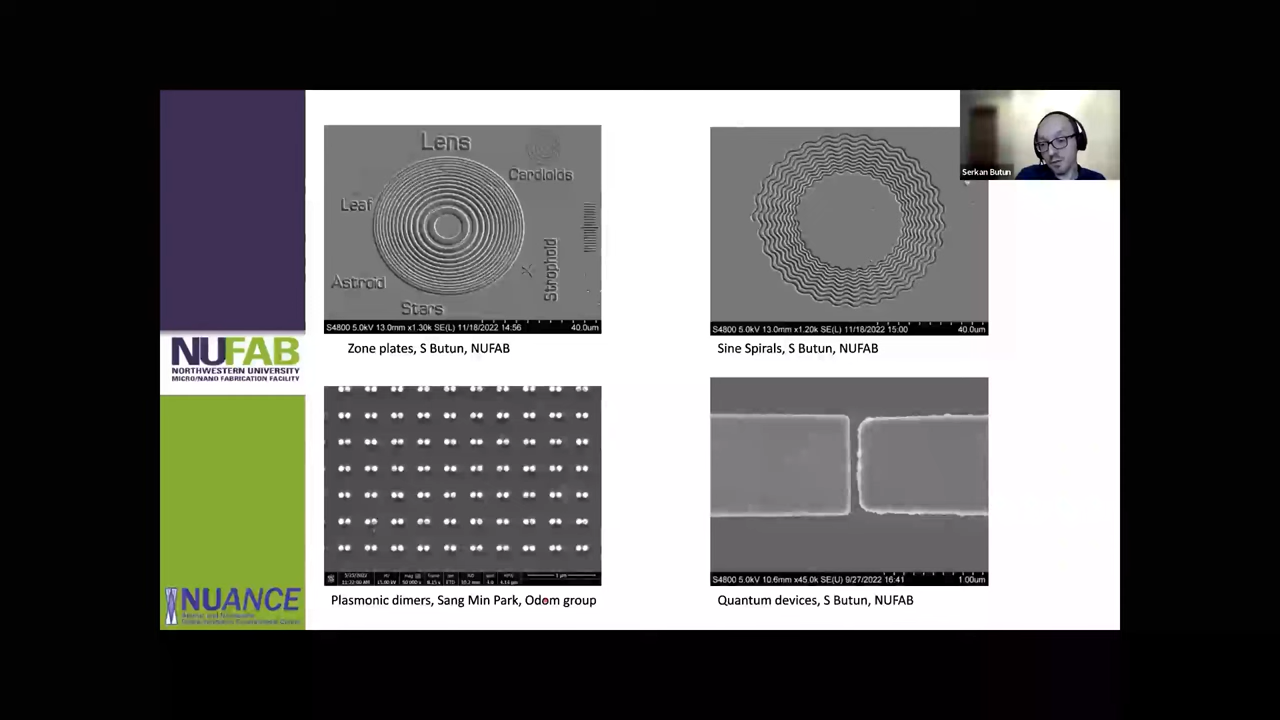 Lens
Cardioids
Leaf
Strophoid
Astroid
Stars
S4800 5.0kV 13.0mm x1.30k SE(L) 11/18/2022 14:56 40.0um
Zone plates, S Butun, NUFAB
Serkan Butun
S4800 5.0kV 13.0mm x1.20k SE(L) 11/18/2022 15:00 40.0um
Sine Spirals, S Butun, NUFAB
NUFAB
NORTHWESTERN UNIVERSITY
MICRO/NANO FABRICATION FACILITY
Plasmonic dimers, Sang Min Park, Odom group
S4800 5.0kV 10.6mm x45.0k SE(U) 9/27/2022 16:41 1.00um
Quantum devices, S Butun, NUFAB
NUANCE